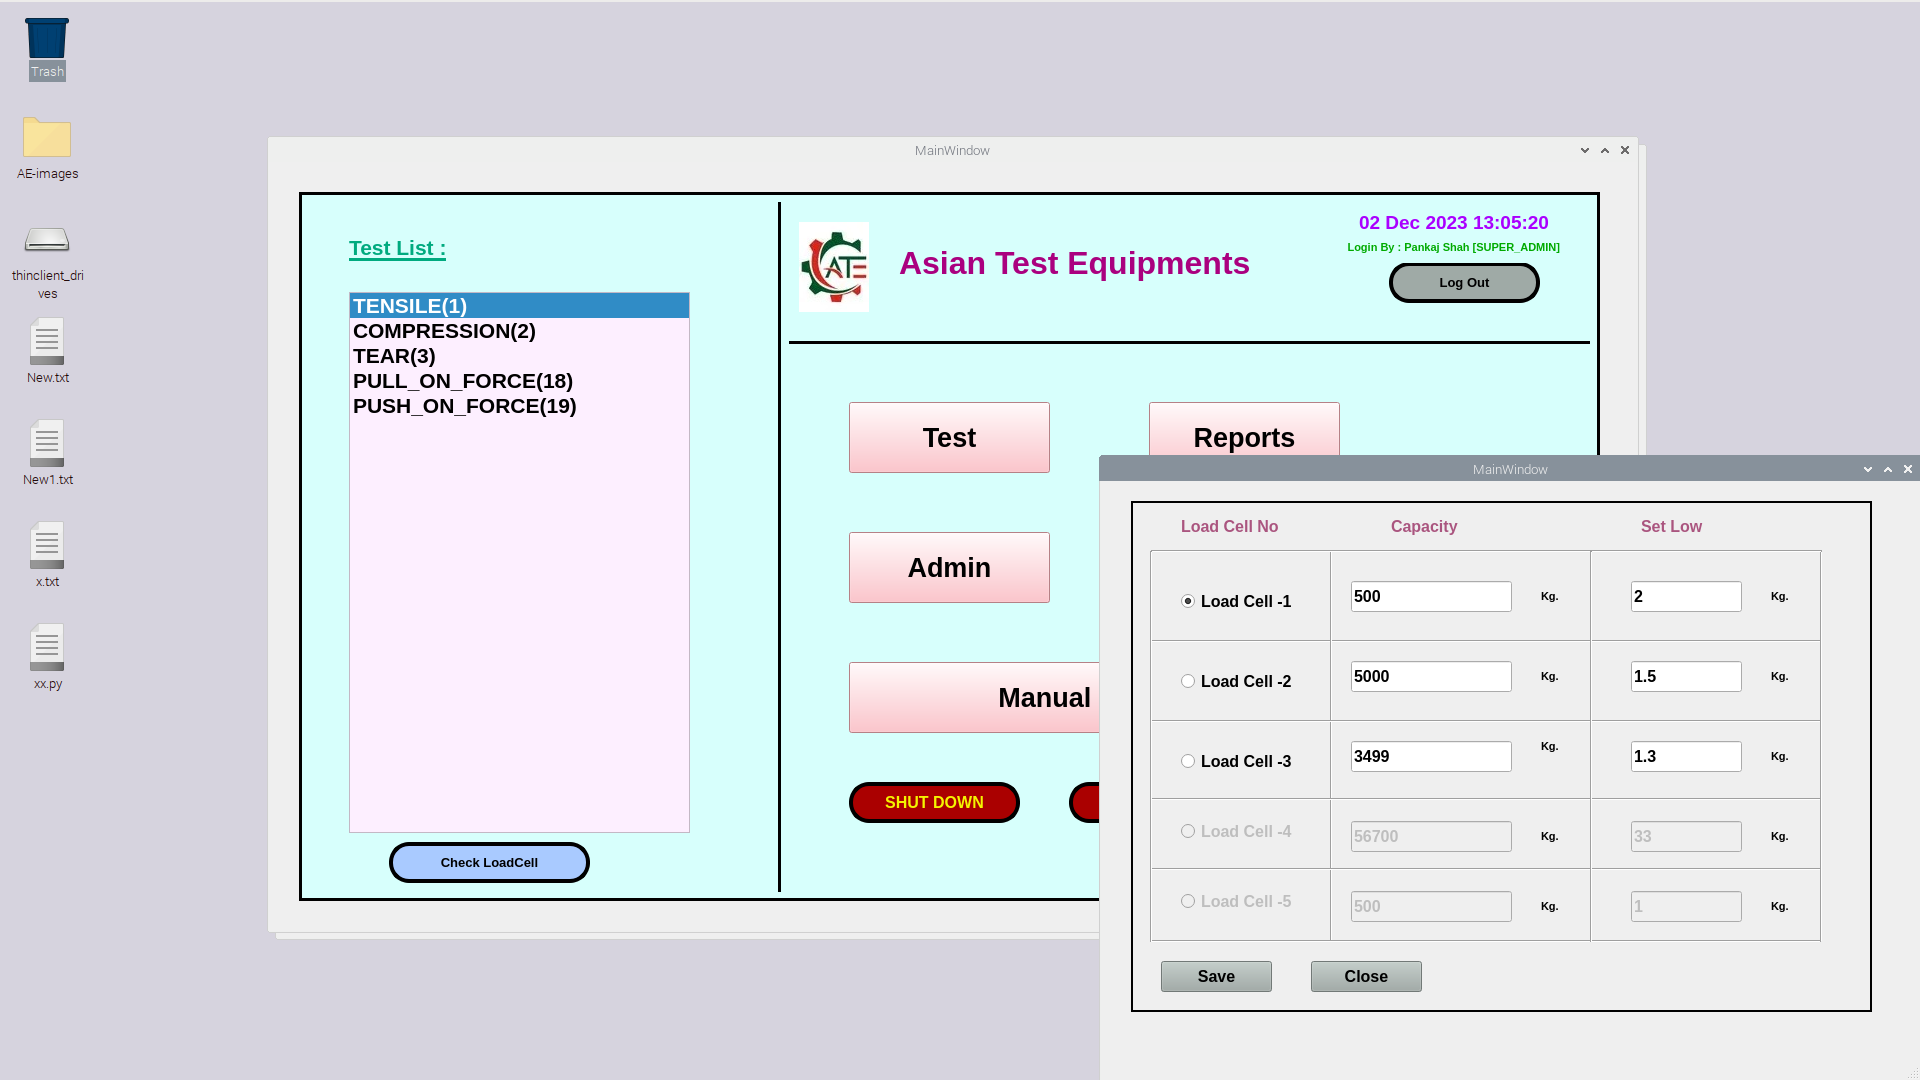 Trash
AE-images
thinclient_dri
ves
New.txt
New1.txt
x.txt
xx.py
MainWindow
Test List :
TENSILE(1)
COMPRESSION(2)
TEAR(3)
PULL_ON_FORCE(18)
PUSH_ON_FORCE(19)
Check LoadCell
ATE
Asian Test Equipments
02 Dec 2023 13:05:20
Login By : Pankaj Shah [SUPER_ADMIN]
Log Out
Test
Reports
Admin
Manual
SHUT DOWN
MainWindow
Load Cell No Capacity Set Low
Load Cell -1 500 Kg. 2 Kg.
Load Cell -2 5000 Kg. 1.5 Kg.
Load Cell -3 3499 Kg. 1.3 Kg.
Load Cell -4 56700 Kg. 33 Kg.
Load Cell -5 500 Kg. 1 Kg.
Save Close